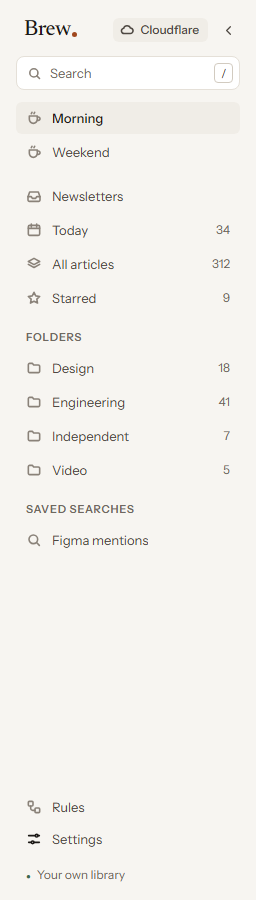 Brew.
Cloudflare
Search /
Morning
Weekend
Newsletters
Today 34
All articles 312
Starred 9
FOLDERS
Design 18
Engineering 41
Independent 7
Video 5
SAVED SEARCHES
Figma mentions
Rules
Settings
• Your own library